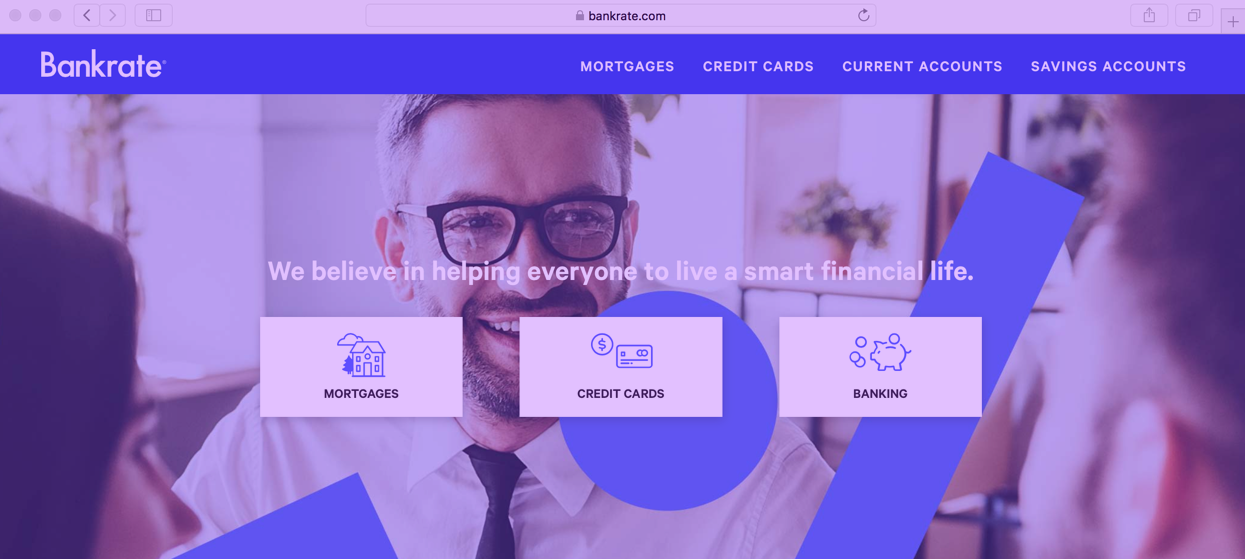 bankrate.com
Bankrate®
MORTGAGES CREDIT CARDS CURRENT ACCOUNTS SAVINGS ACCOUNTS
We believe in helping everyone to live a smart financial life.
$
MORTGAGES CREDIT CARDS BANKING